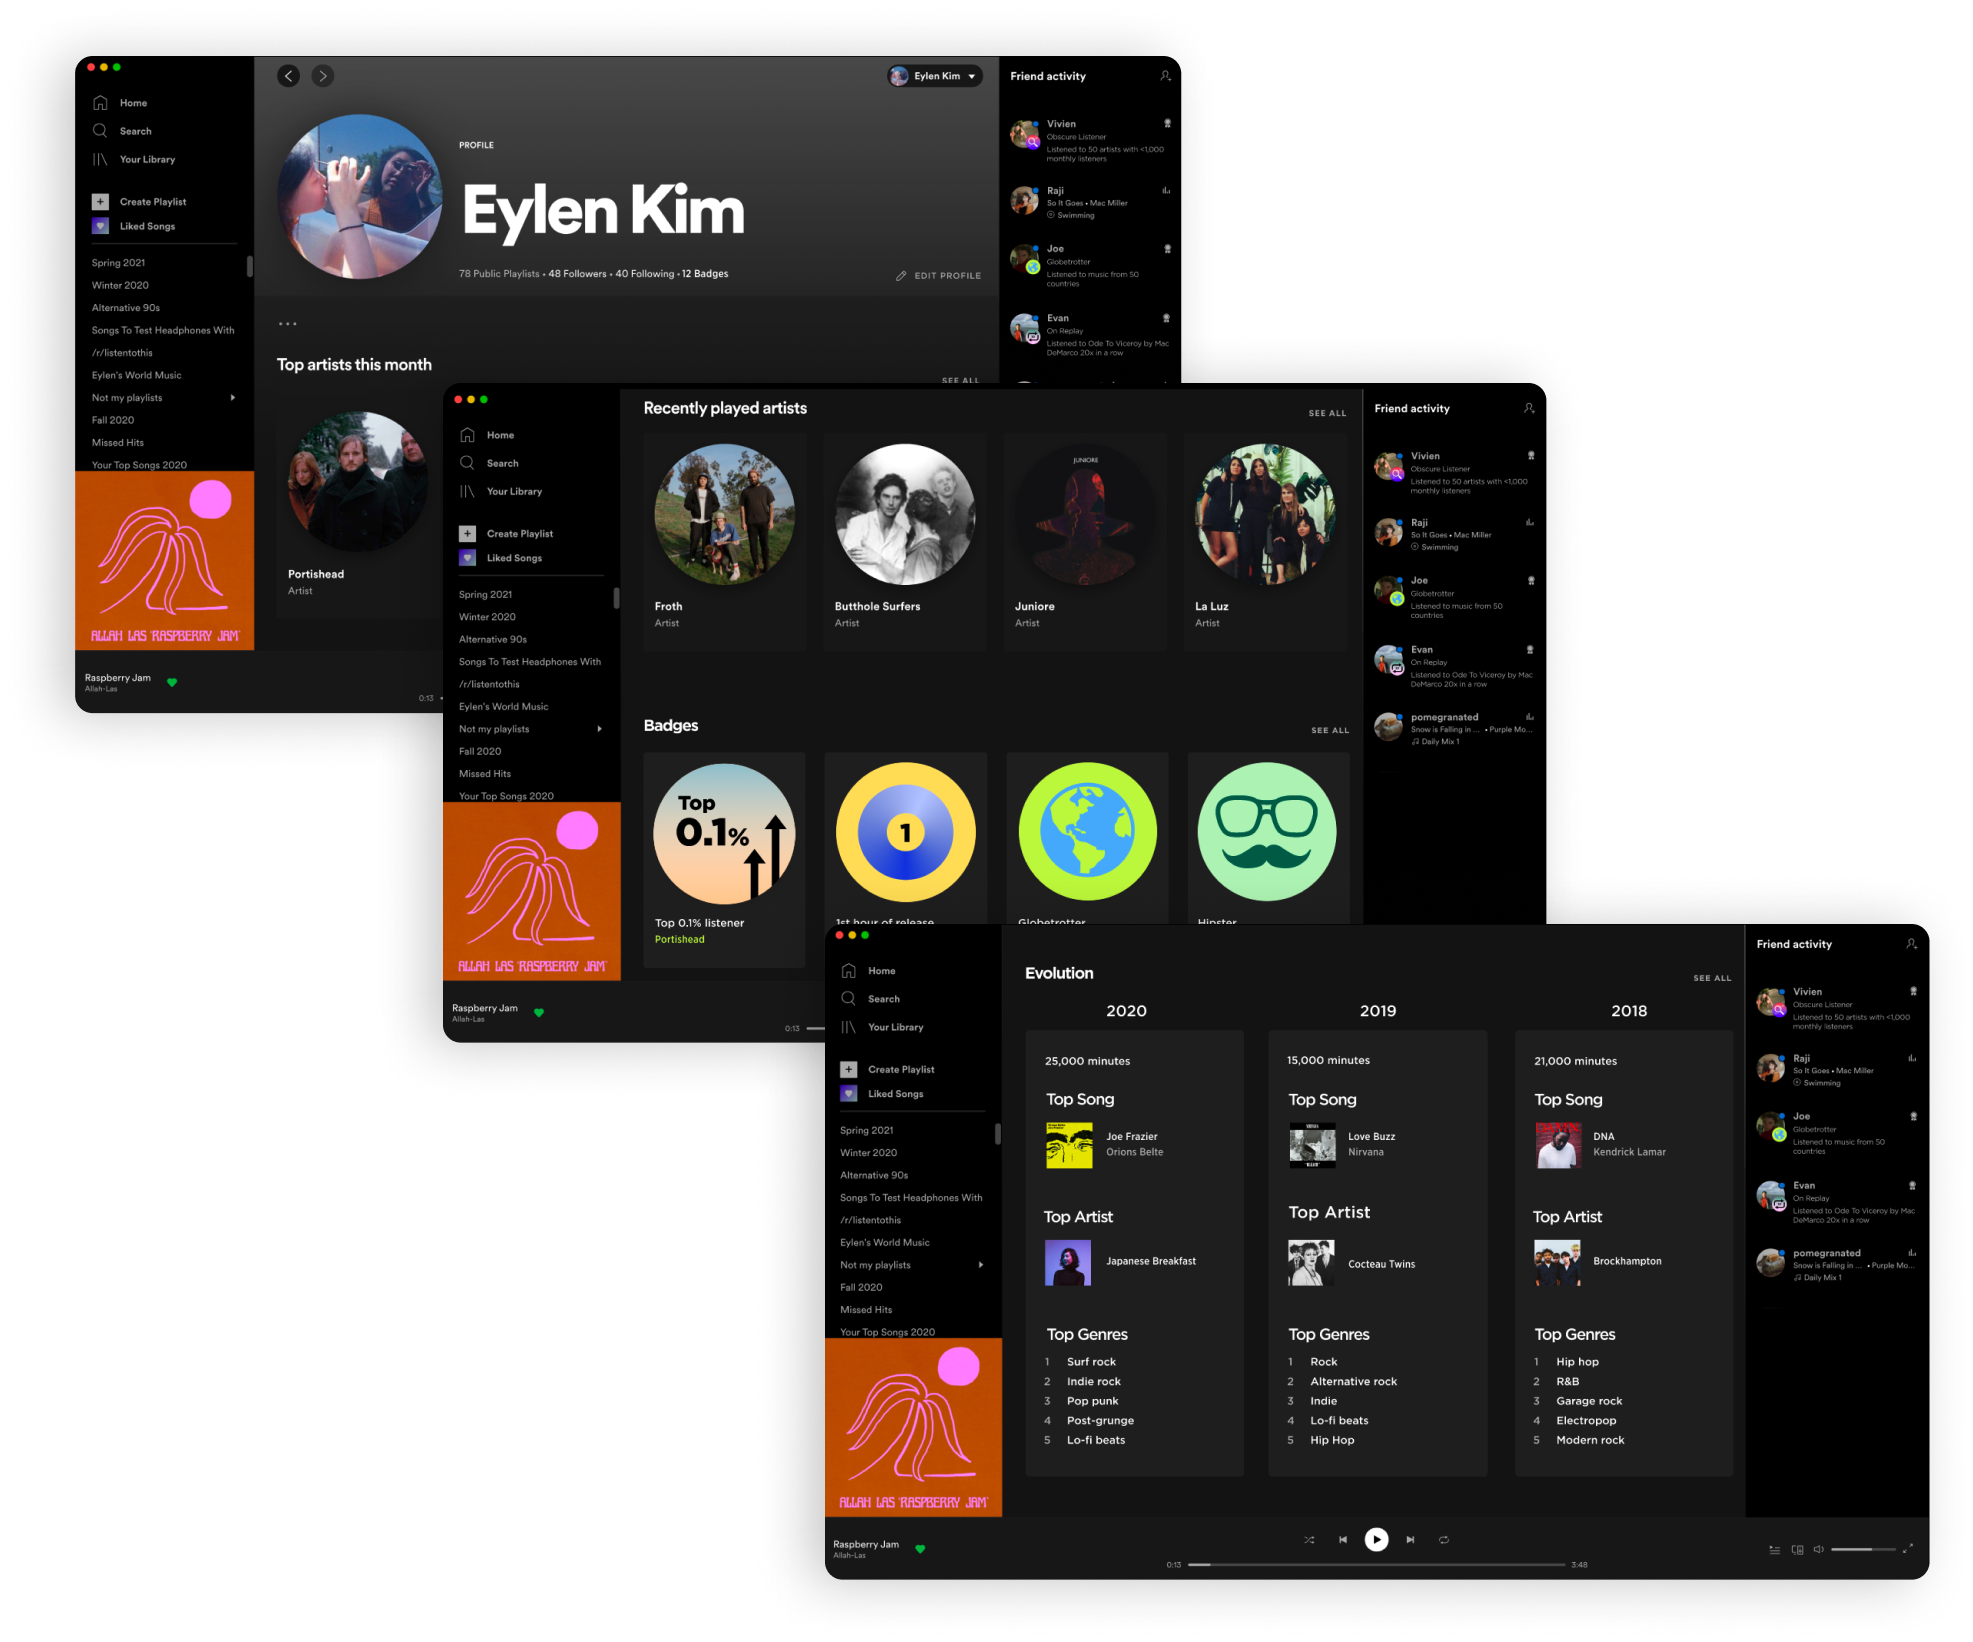 Home
Search
Your Library
Create Playlist
Liked Songs
Spring 2021
Winter 2020
Alternative 90s
Songs To Test Headphones With
/r/listentothis
Eylen's World Music
Not my playlists
Fall 2020
Missed Hits
Your Top Songs 2020
ALLAH LAS 'RASPBERRY JAM'
Raspberry Jam
Allah-Las
0:13
Eylen Kim
PROFILE
Eylen Kim
78 Public Playlists • 48 Followers • 40 Following • 12 Badges
EDIT PROFILE
Top artists this month
SEE ALL
Portishead
Artist
Friend activity
Vivien
Obscure Listener
Listened to 50 artists with <1,000
monthly listeners
Raji
So It Goes • Mac Miller
Swimming
Joe
Globetrotter
Listened to music from 50
countries
Evan
On Replay
Listened to Ode To Viceroy by Mac
DeMarco 20x in a row
Home
Search
Your Library
Create Playlist
Liked Songs
Spring 2021
Winter 2020
Alternative 90s
Songs To Test Headphones With
/r/listentothis
Eylen's World Music
Not my playlists
Fall 2020
Missed Hits
Your Top Songs 2020
ALLAH LAS 'RASPBERRY JAM'
Raspberry Jam
Allah-Las
0:13
Recently played artists
SEE ALL
JUNIORE
Froth
Artist
Butthole Surfers
Artist
Juniore
Artist
La Luz
Artist
Badges
SEE ALL
Top
0.1%
1
Top 0.1% listener
Portishead
1st hour of release
Globetrotter
Hipster
Friend activity
Vivien
Obscure Listener
Listened to 50 artists with <1,000
monthly listeners
Raji
So It Goes • Mac Miller
Swimming
Joe
Globetrotter
Listened to music from 50
countries
Evan
On Replay
Listened to Ode To Viceroy by Mac
DeMarco 20x in a row
pomegranated
Snow is Falling in ... • Purple Mo...
Daily Mix 1
Home
Search
Your Library
Create Playlist
Liked Songs
Spring 2021
Winter 2020
Alternative 90s
Songs To Test Headphones With
/r/listentothis
Eylen's World Music
Not my playlists
Fall 2020
Missed Hits
Your Top Songs 2020
ALLAH LAS 'RASPBERRY JAM'
Raspberry Jam
Allah-Las
Evolution
SEE ALL
2020
25,000 minutes
Top Song
Joe Frazier
Orions Belte
Top Artist
Japanese Breakfast
Top Genres
1 Surf rock
2 Indie rock
3 Pop punk
4 Post-grunge
5 Lo-fi beats
2019
15,000 minutes
Top Song
Love Buzz
Nirvana
Top Artist
Cocteau Twins
Top Genres
1 Rock
2 Alternative rock
3 Indie
4 Lo-fi beats
5 Hip Hop
2018
21,000 minutes
Top Song
DNA
Kendrick Lamar
Top Artist
Brockhampton
Top Genres
1 Hip hop
2 R&B
3 Garage rock
4 Electropop
5 Modern rock
0:13
3:48
Friend activity
Vivien
Obscure Listener
Listened to 50 artists with <1,000
monthly listeners
Raji
So It Goes • Mac Miller
Swimming
Joe
Globetrotter
Listened to music from 50
countries
Evan
On Replay
Listened to Ode To Viceroy by Mac
DeMarco 20x in a row
pomegranated
Snow is Falling in ... • Purple Mo...
Daily Mix 1